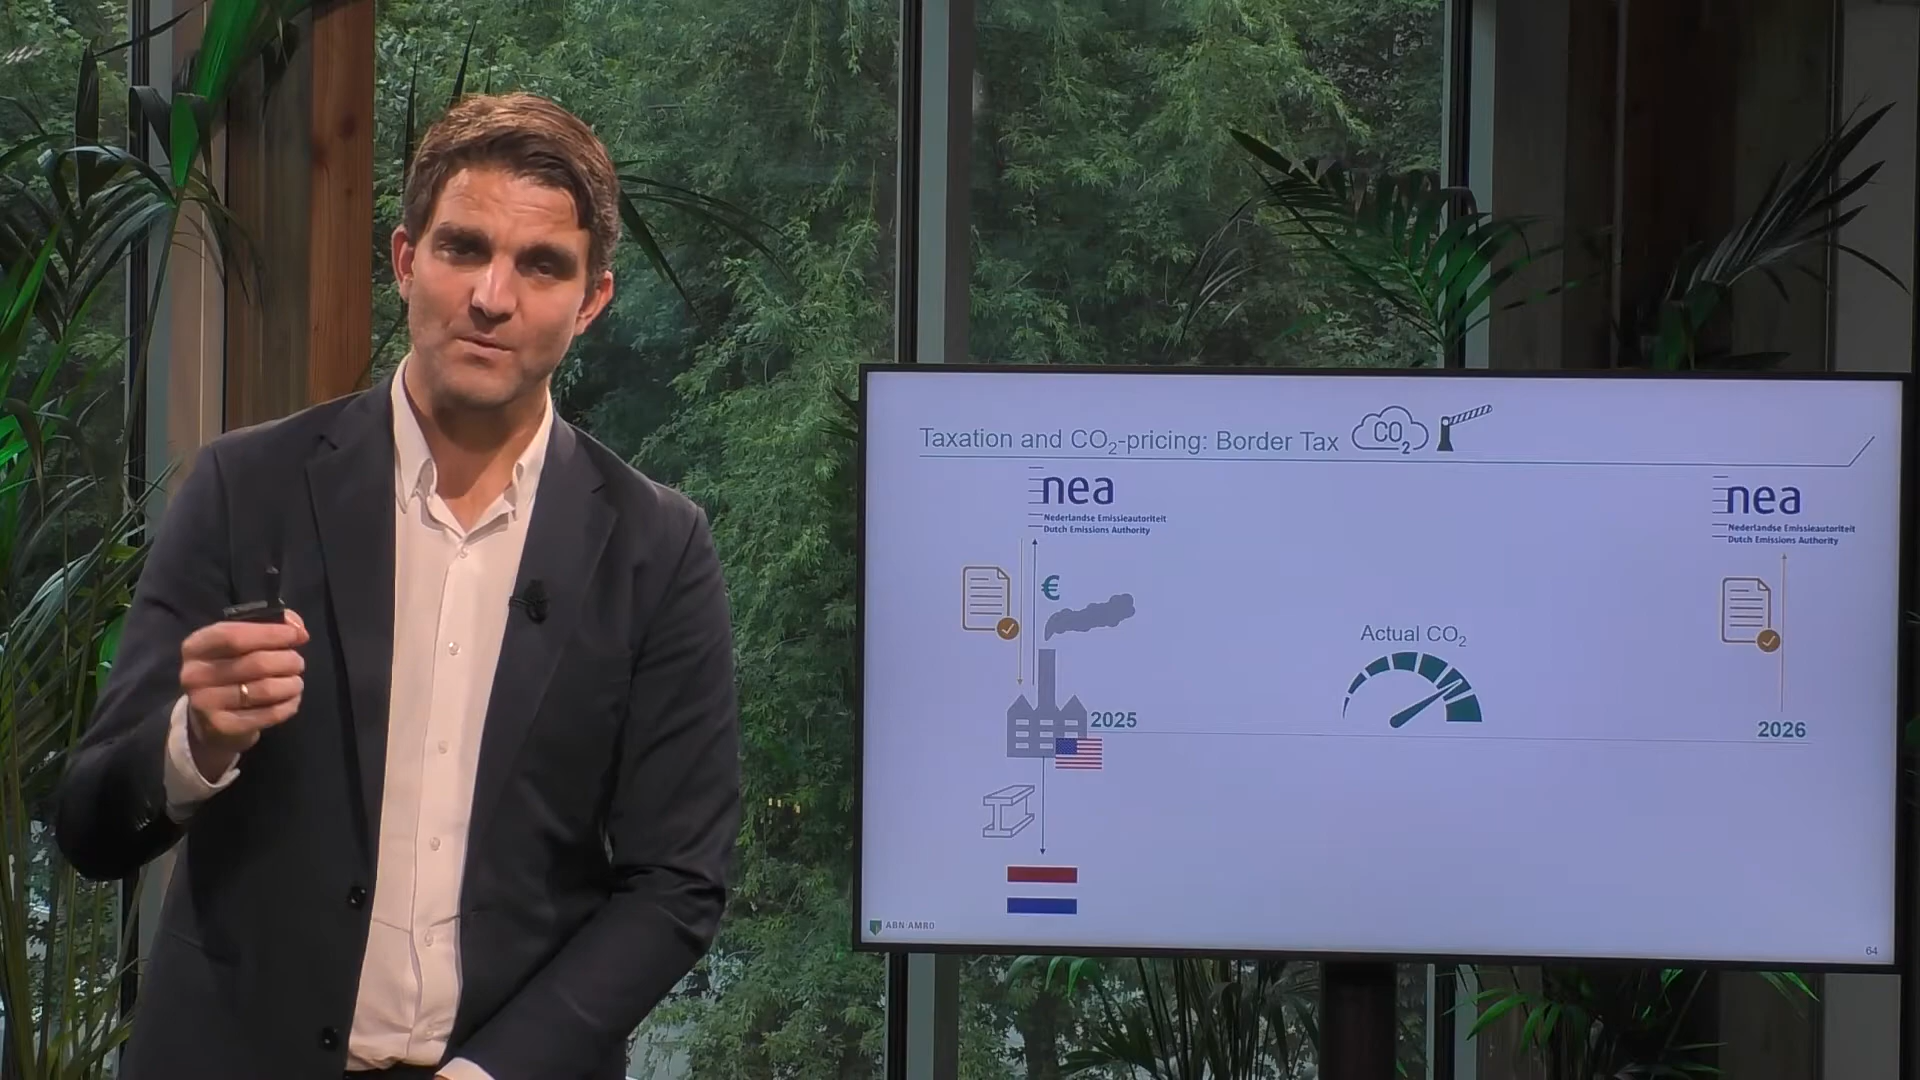 Taxation and CO₂-pricing: Border Tax
CO₂
nea
Nederlandse Emissieautoriteit
Dutch Emissions Authority
nea
Nederlandse Emissieautoriteit
Dutch Emissions Authority
€
Actual CO₂
2025
2026
ABN·AMRO
64